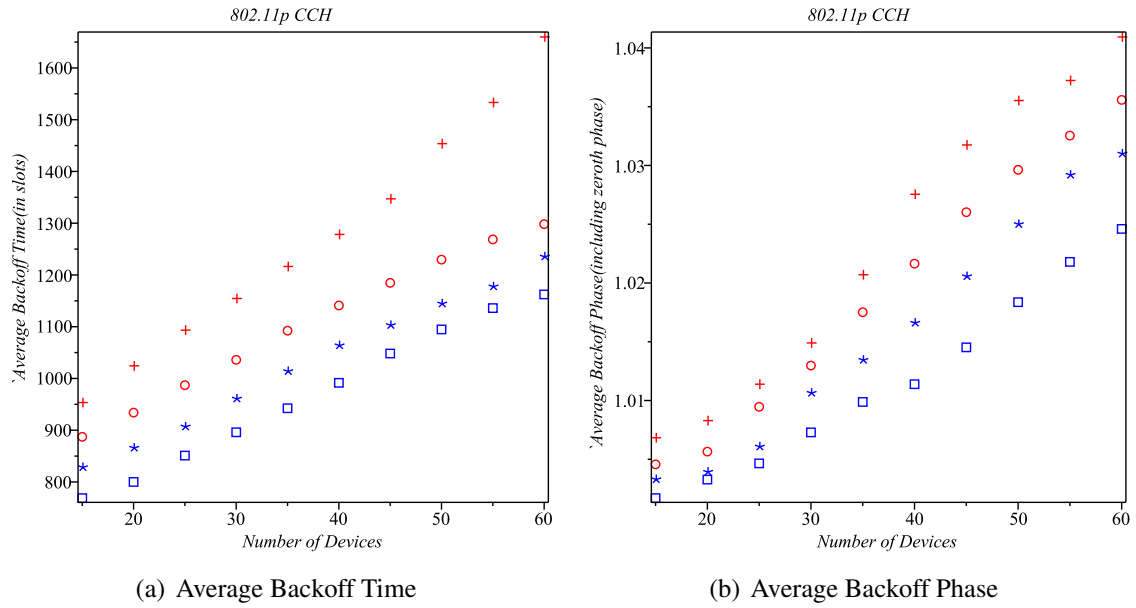 802.11p CCH
1600
1500
1400
1300
1200
1100
1000
900
800
`Average Backoff Time(in slots)
20 30 40 50 60
Number of Devices
(a) Average Backoff Time
802.11p CCH
1.04
1.03
1.02
1.01
`Average Backoff Phase(including zeroth phase)
20 30 40 50 60
Number of Devices
(b) Average Backoff Phase